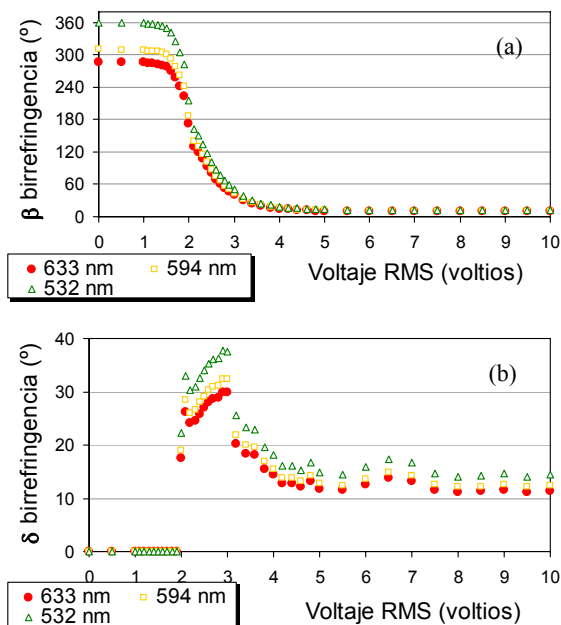 β birrefringencia (º)
360
300
240
180
120
60
0
(a)
0 1 2 3 4 5 6 7 8 9 10
633 nm
594 nm
532 nm
Voltaje RMS (voltios)
δ birrefringencia (º)
40
30
20
10
0
(b)
0 1 2 3 4 5 6 7 8 9 10
633 nm
594 nm
532 nm
Voltaje RMS (voltios)